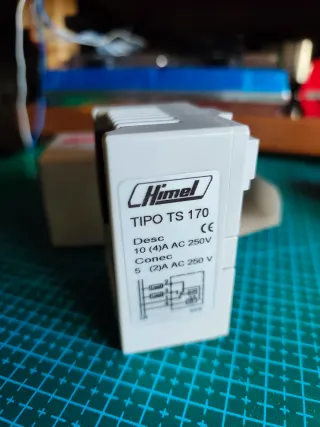 Himel
TIPO TS 170
CE
Desc
10 (4)A AC 250V
Conec
5 (2)A AC 250 V